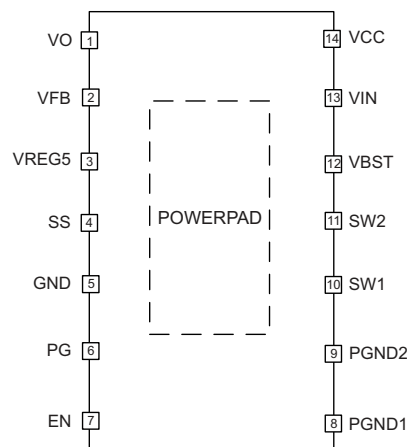 VO 1
VFB 2
VREG5 3
SS 4
GND 5
PG 6
EN 7
POWERPAD
14 VCC
13 VIN
12 VBST
11 SW2
10 SW1
9 PGND2
8 PGND1